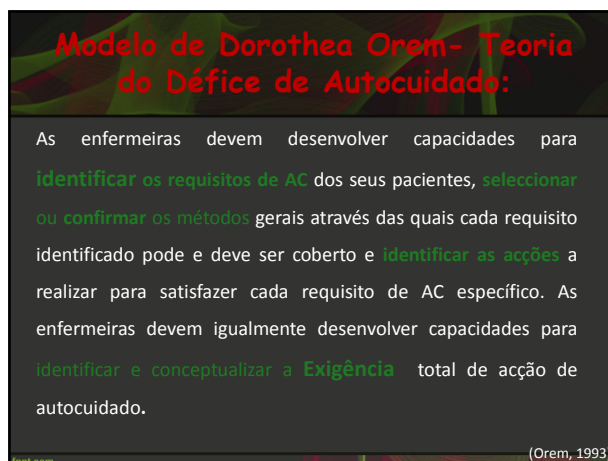 Modelo de Dorothea Orem- Teoria
do Défice de Autocuidado:
As enfermeiras devem desenvolver capacidades para
identificar os requisitos de AC dos seus pacientes, seleccionar
ou confirmar os métodos gerais através das quais cada requisito
identificado pode e deve ser coberto e identificar as acções a
realizar para satisfazer cada requisito de AC específico. As
enfermeiras devem igualmente desenvolver capacidades para
identificar e conceptualizar a Exigência total de acção de
autocuidado.
(Orem, 1993